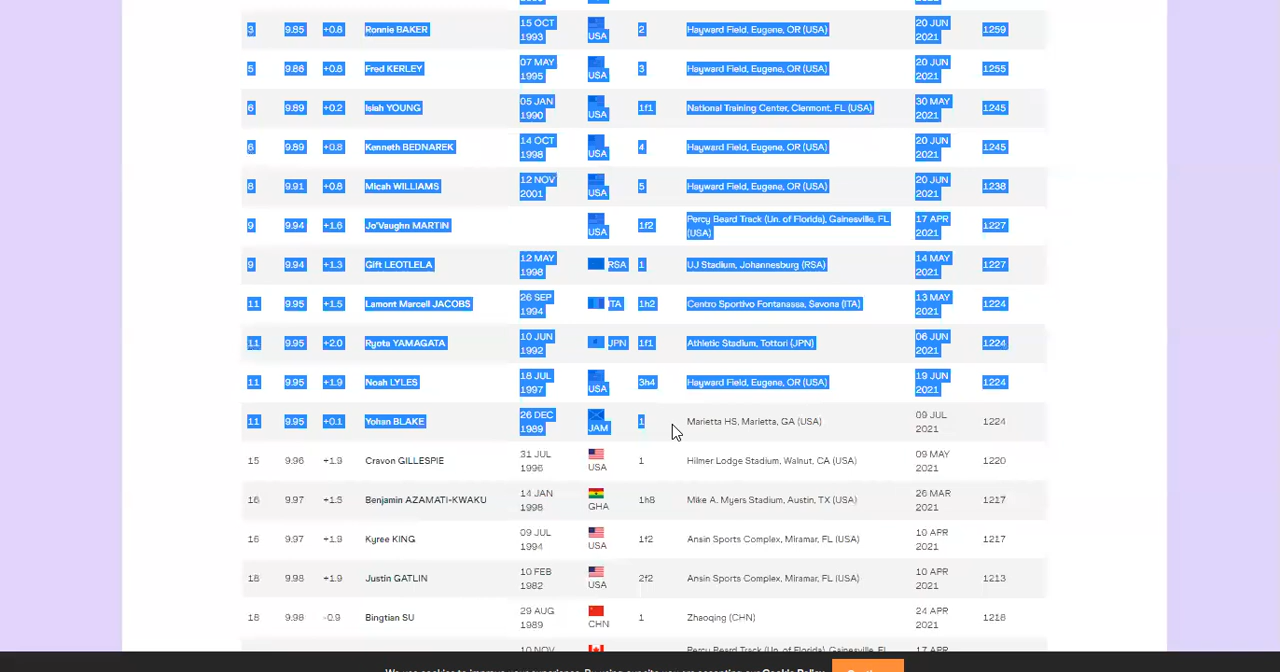 3 9.85 +0.8 Ronnie BAKER 15 OCT 1993 USA 2 Hayward Field, Eugene, OR (USA) 20 JUN 2021 1259
5 9.86 +0.8 Fred KERLEY 07 MAY 1995 USA 3 Hayward Field, Eugene, OR (USA) 20 JUN 2021 1255
6 9.89 +0.2 Isiah YOUNG 05 JAN 1990 USA 1f1 National Training Center, Clermont, FL (USA) 30 MAY 2021 1245
6 9.89 +0.8 Kenneth BEDNAREK 14 OCT 1998 USA 4 Hayward Field, Eugene, OR (USA) 20 JUN 2021 1245
8 9.91 +0.8 Micah WILLIAMS 12 NOV 2001 USA 5 Hayward Field, Eugene, OR (USA) 20 JUN 2021 1238
9 9.94 +1.6 Jo'Vaughn MARTIN USA 1f2 Percy Beard Track (Un. of Florida), Gainesville, FL (USA) 17 APR 2021 1227
9 9.94 +1.3 Gift LEOTLELA 12 MAY 1998 RSA 1 UJ Stadium, Johannesburg (RSA) 14 MAY 2021 1227
11 9.95 +1.5 Lamont Marcell JACOBS 26 SEP 1994 ITA 1h2 Centro Sportivo Fontanassa, Savona (ITA) 13 MAY 2021 1224
11 9.95 +2.0 Ryota YAMAGATA 10 JUN 1992 JPN 1f1 Athletic Stadium, Tottori (JPN) 06 JUN 2021 1224
11 9.95 +1.9 Noah LYLES 18 JUL 1997 USA 3h4 Hayward Field, Eugene, OR (USA) 19 JUN 2021 1224
11 9.95 +0.1 Yohan BLAKE 26 DEC 1989 JAM 1 Marietta HS, Marietta, GA (USA) 09 JUL 2021 1224
15 9.96 +1.9 Cravon GILLESPIE 31 JUL 1996 USA 1 Hilmer Lodge Stadium, Walnut, CA (USA) 09 MAY 2021 1220
16 9.97 +1.5 Benjamin AZAMATI-KWAKU 14 JAN 1998 GHA 1h8 Mike A. Myers Stadium, Austin, TX (USA) 26 MAR 2021 1217
16 9.97 +1.9 Kyree KING 09 JUL 1994 USA 1f2 Ansin Sports Complex, Miramar, FL (USA) 10 APR 2021 1217
18 9.98 +1.9 Justin GATLIN 10 FEB 1982 USA 2f2 Ansin Sports Complex, Miramar, FL (USA) 10 APR 2021 1213
18 9.98 -0.9 Bingtian SU 29 AUG 1989 CHN 1 Zhaoqing (CHN) 24 APR 2021 1218
10 NOV Percy Beard Track (Un. of Florida), Gainesville, FL 17 APR